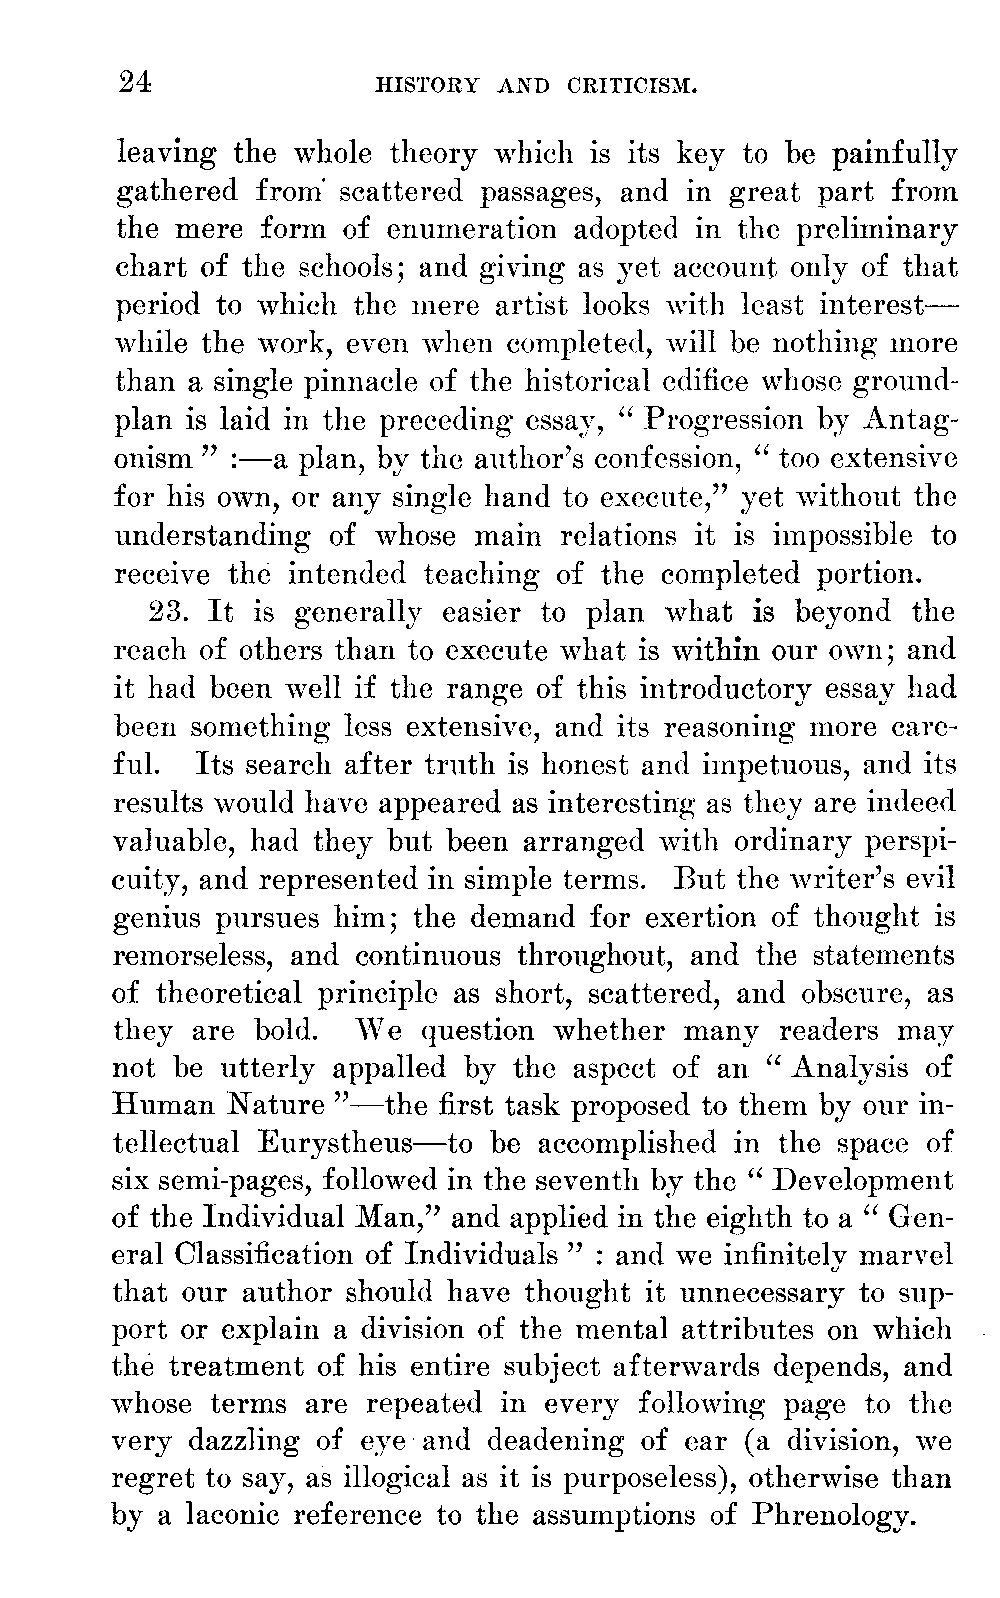 24 HISTORY AND CRITICISM.
leaving the whole theory which is its key to be painfully
gathered from scattered passages, and in great part from
the mere form of enumeration adopted in the preliminary
chart of the schools; and giving as yet account only of that
period to which the mere artist looks with least interest—
while the work, even when completed, will be nothing more
than a single pinnacle of the historical edifice whose ground-
plan is laid in the preceding essay, “ Progression by Antag-
onism ” :—a plan, by the author’s confession, “ too extensive
for his own, or any single hand to execute,” yet without the
understanding of whose main relations it is impossible to
receive the intended teaching of the completed portion.
23. It is generally easier to plan what is beyond the
reach of others than to execute what is within our own; and
it had been well if the range of this introductory essay had
been something less extensive, and its reasoning more care-
ful. Its search after truth is honest and impetuous, and its
results would have appeared as interesting as they are indeed
valuable, had they but been arranged with ordinary perspi-
cuity, and represented in simple terms. But the writer’s evil
genius pursues him; the demand for exertion of thought is
remorseless, and continuous throughout, and the statements
of theoretical principle as short, scattered, and obscure, as
they are bold. We question whether many readers may
not be utterly appalled by the aspect of an “ Analysis of
Human Nature ”—the first task proposed to them by our in-
tellectual Eurystheus—to be accomplished in the space of
six semi-pages, followed in the seventh by the “ Development
of the Individual Man,” and applied in the eighth to a “ Gen-
eral Classification of Individuals ” : and we infinitely marvel
that our author should have thought it unnecessary to sup-
port or explain a division of the mental attributes on which
the treatment of his entire subject afterwards depends, and
whose terms are repeated in every following page to the
very dazzling of eye and deadening of ear (a division, we
regret to say, as illogical as it is purposeless), otherwise than
by a laconic reference to the assumptions of Phrenology.